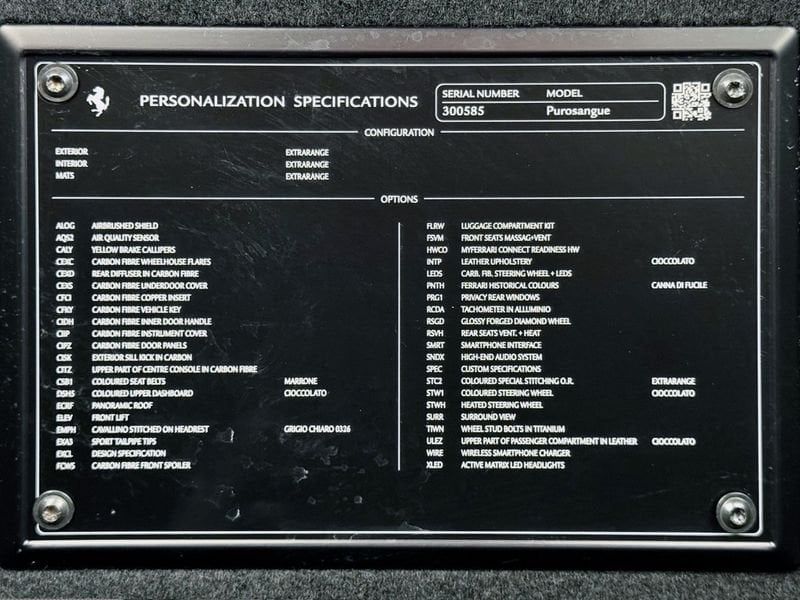 PERSONALIZATION SPECIFICATIONS
SERIAL NUMBER MODEL
300585 Purosangue
CONFIGURATION
EXTERIOR EXTRARANGE
INTERIOR EXTRARANGE
MATS EXTRARANGE
OPTIONS
ALOG AIRBRUSHED SHIELD
AQS2 AIR QUALITY SENSOR
CALY YELLOW BRAKE CALLIPERS
CEXC CARBON FIBRE WHEELHOUSE FLARES
CEXD REAR DIFFUSER IN CARBON FIBRE
CEXS CARBON FIBRE UNDERDOOR COVER
CFCI CARBON FIBRE COPPER INSERT
CFKY CARBON FIBRE VEHICLE KEY
CIDH CARBON FIBRE INNER DOOR HANDLE
CIIP CARBON FIBRE INSTRUMENT COVER
CIPZ CARBON FIBRE DOOR PANELS
CISK EXTERIOR SILL KICK IN CARBON
CITZ UPPER PART OF CENTRE CONSOLE IN CARBON FIBRE
CSB1 COLOURED SEAT BELTS MARRONE
DSH5 COLOURED UPPER DASHBOARD CIOCCOLATO
ECRF PANORAMIC ROOF
ELEV FRONT LIFT
EMPH CAVALLINO STITCHED ON HEADREST GRIGIO CHIARO 0326
EXA3 SPORT TAILPIPE TIPS
EXCL DESIGN SPECIFICATION
FCWS CARBON FIBRE FRONT SPOILER
FLRW LUGGAGE COMPARTMENT KIT
FSVM FRONT SEATS MASSAG+VENT
HWCO MYFERRARI CONNECT READINESS HW
INTP LEATHER UPHOLSTERY CIOCCOLATO
LEDS CARB. FIB. STEERING WHEEL + LEDS
PNTH FERRARI HISTORICAL COLOURS CANNA DI FUCILE
PRG1 PRIVACY REAR WINDOWS
RCDA TACHOMETER IN ALLUMINIO
RSGD GLOSSY FORGED DIAMOND WHEEL
RSVH REAR SEATS VENT. + HEAT
SMRT SMARTPHONE INTERFACE
SNDX HIGH-END AUDIO SYSTEM
SPEC CUSTOM SPECIFICATIONS
STC2 COLOURED SPECIAL STITCHING O.R. EXTRARANGE
STW1 COLOURED STEERING WHEEL CIOCCOLATO
STWH HEATED STEERING WHEEL
SURR SURROUND VIEW
TIWN WHEEL STUD BOLTS IN TITANIUM
ULEZ UPPER PART OF PASSENGER COMPARTMENT IN LEATHER CIOCCOLATO
WIRE WIRELESS SMARTPHONE CHARGER
XLED ACTIVE MATRIX LED HEADLIGHTS